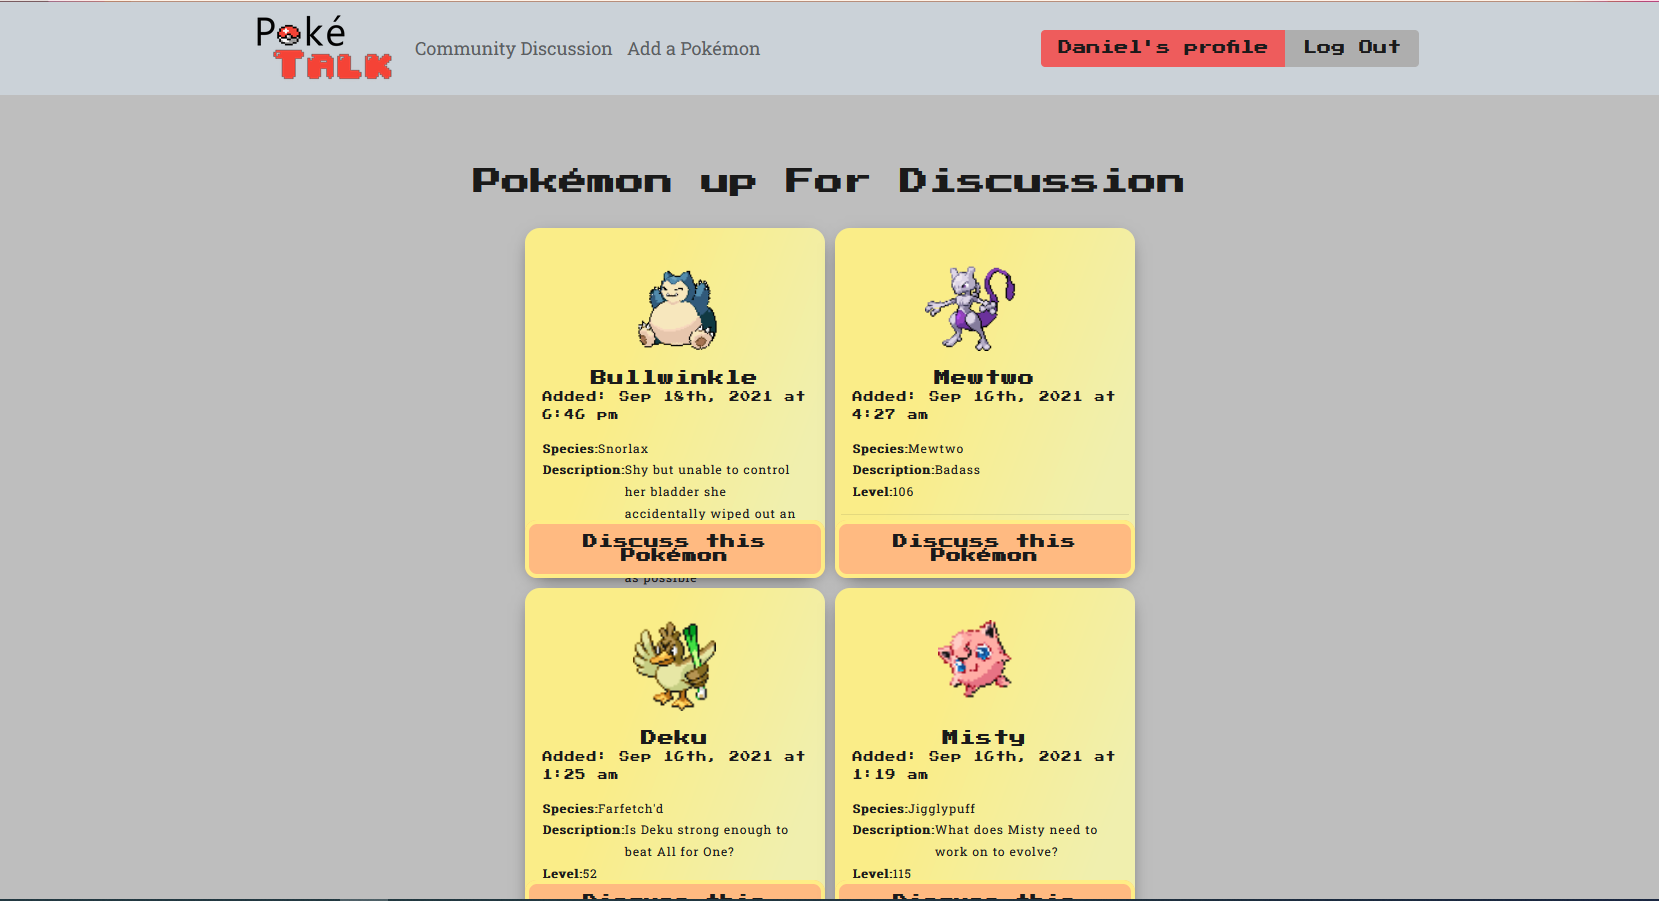 Poké
TALK
Community Discussion Add a Pokémon
Daniel's profile Log Out
Pokémon up For Discussion
Bullwinkle
Added: Sep 18th, 2021 at
6:46 pm
Species:Snorlax
Description:Shy but unable to control
her bladder she
accidentally wiped out an
Discuss this
Pokémon
as possible
Mewtwo
Added: Sep 16th, 2021 at
4:27 am
Species:Mewtwo
Description:Badass
Level:106
Discuss this
Pokémon
Deku
Added: Sep 16th, 2021 at
1:25 am
Species:Farfetch'd
Description:Is Deku strong enough to
beat All for One?
Level:52
Discuss this
Misty
Added: Sep 16th, 2021 at
1:19 am
Species:Jigglypuff
Description:What does Misty need to
work on to evolve?
Level:115
Discuss this